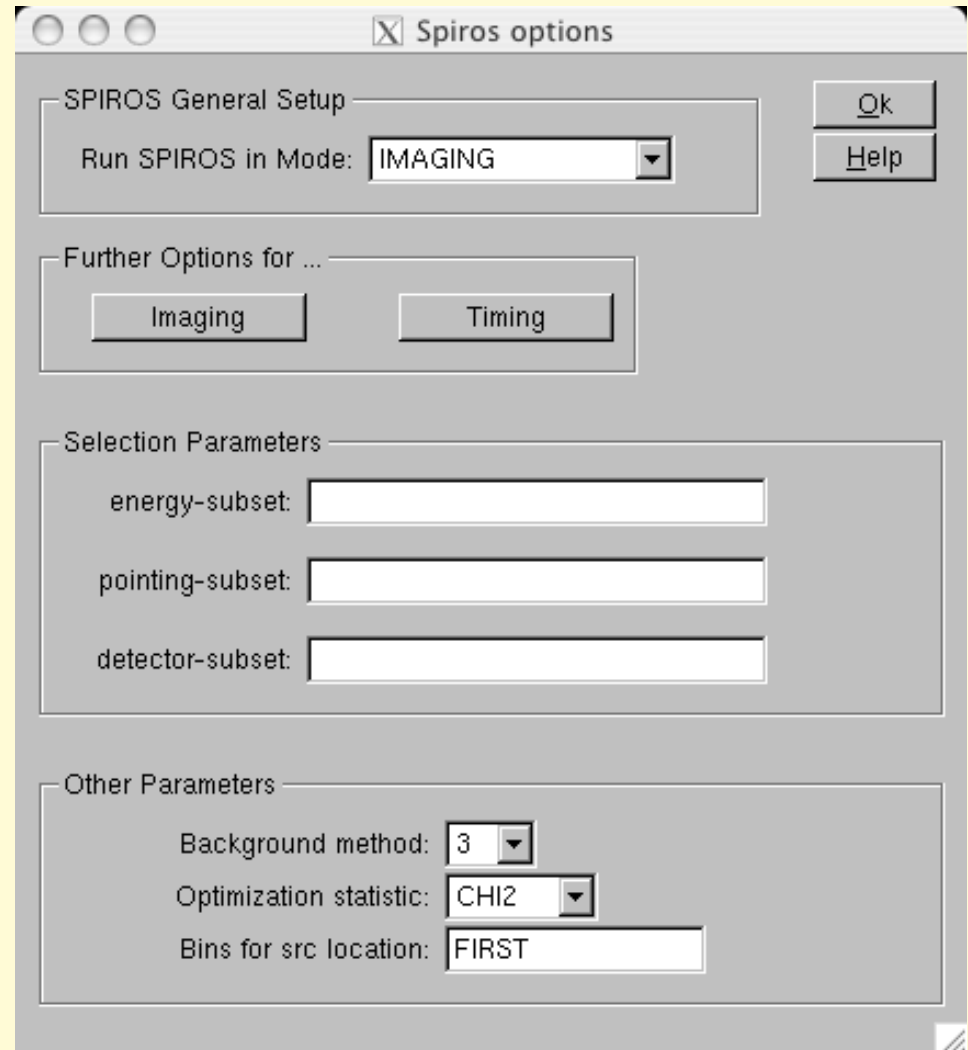 Spiros options
SPIROS General Setup
Ok
Run SPIROS in Mode: IMAGING
Help
Further Options for ...
Imaging Timing
Selection Parameters
energy-subset:
pointing-subset:
detector-subset:
Other Parameters
Background method: 3
Optimization statistic: CHI2
Bins for src location: FIRST